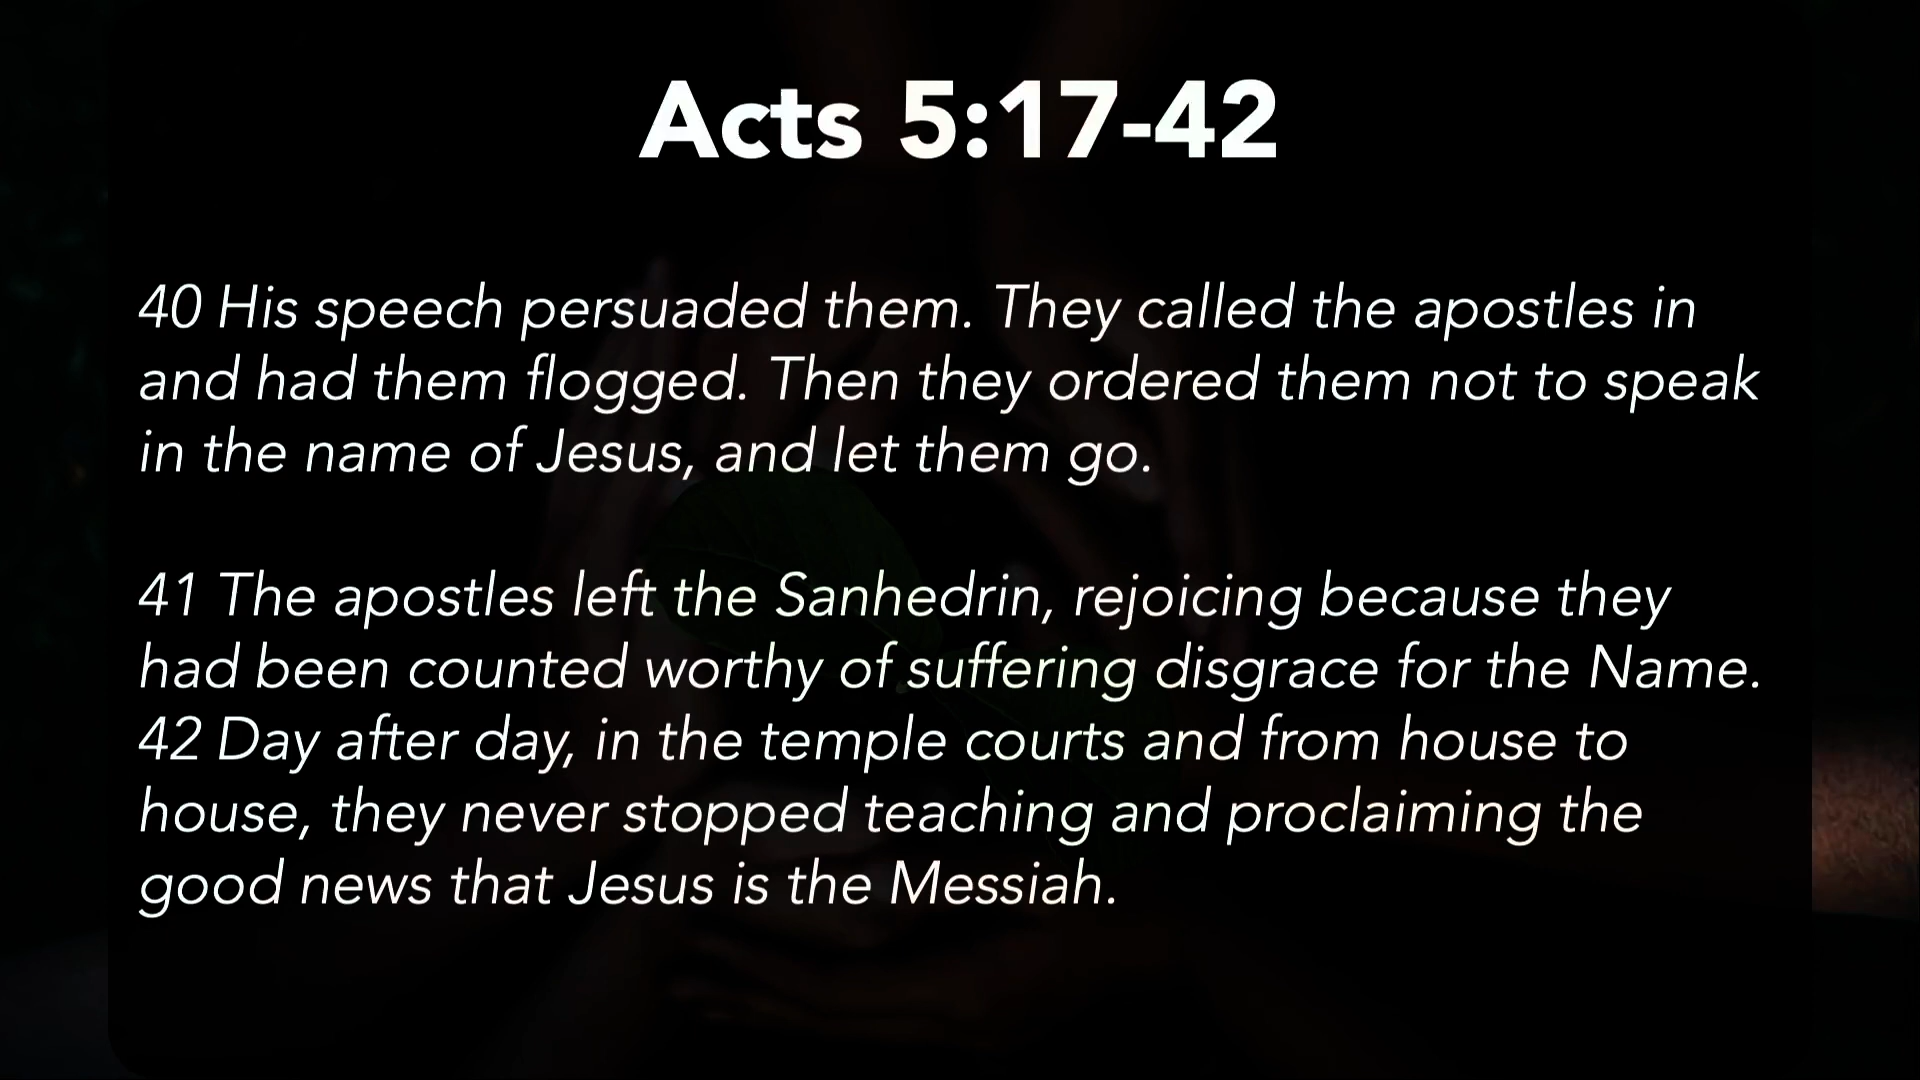 Acts 5:17-42
40 His speech persuaded them. They called the apostles in
and had them flogged. Then they ordered them not to speak
in the name of Jesus, and let them go.
41 The apostles left the Sanhedrin, rejoicing because they
had been counted worthy of suffering disgrace for the Name.
42 Day after day, in the temple courts and from house to
house, they never stopped teaching and proclaiming the
good news that Jesus is the Messiah.